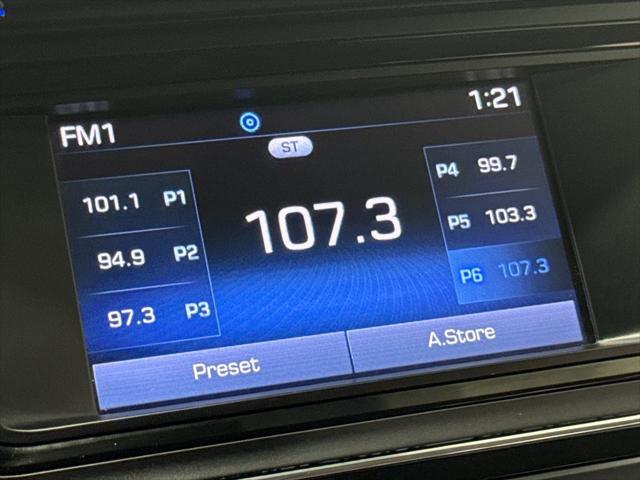 FM1
1:21
ST
101.1 P1
94.9 P2
97.3 P3
107.3
P4 99.7
P5 103.3
P6 107.3
Preset
A.Store